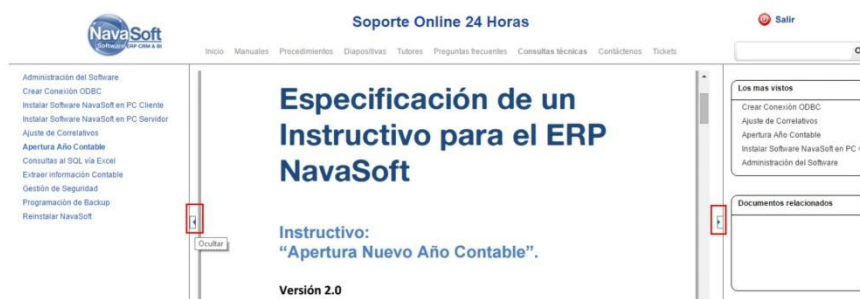 NavaSoft
Software ERP CRM & BI
Soporte Online 24 Horas
Salir
Inicio Manuales Procedimientos Diapositivas Tutores Preguntas frecuentes Consultas técnicas Contáctenos Tickets
Administración del Software
Crear Conexión ODBC
Instalar Software NavaSoft en PC Cliente
Instalar Software NavaSoft en PC Servidor
Ajuste de Correlativos
Apertura Año Contable
Consultas al SQL vía Excel
Extraer información Contable
Gestión de Seguridad
Programación de Backup
Reinstalar NavaSoft
Ocultar
Especificación de un
Instructivo para el ERP
NavaSoft
Instructivo:
“Apertura Nuevo Año Contable”.
Versión 2.0
Los mas vistos
Crear Conexión ODBC
Ajuste de Correlativos
Apertura Año Contable
Instalar Software NavaSoft en PC
Administración del Software
Documentos relacionados